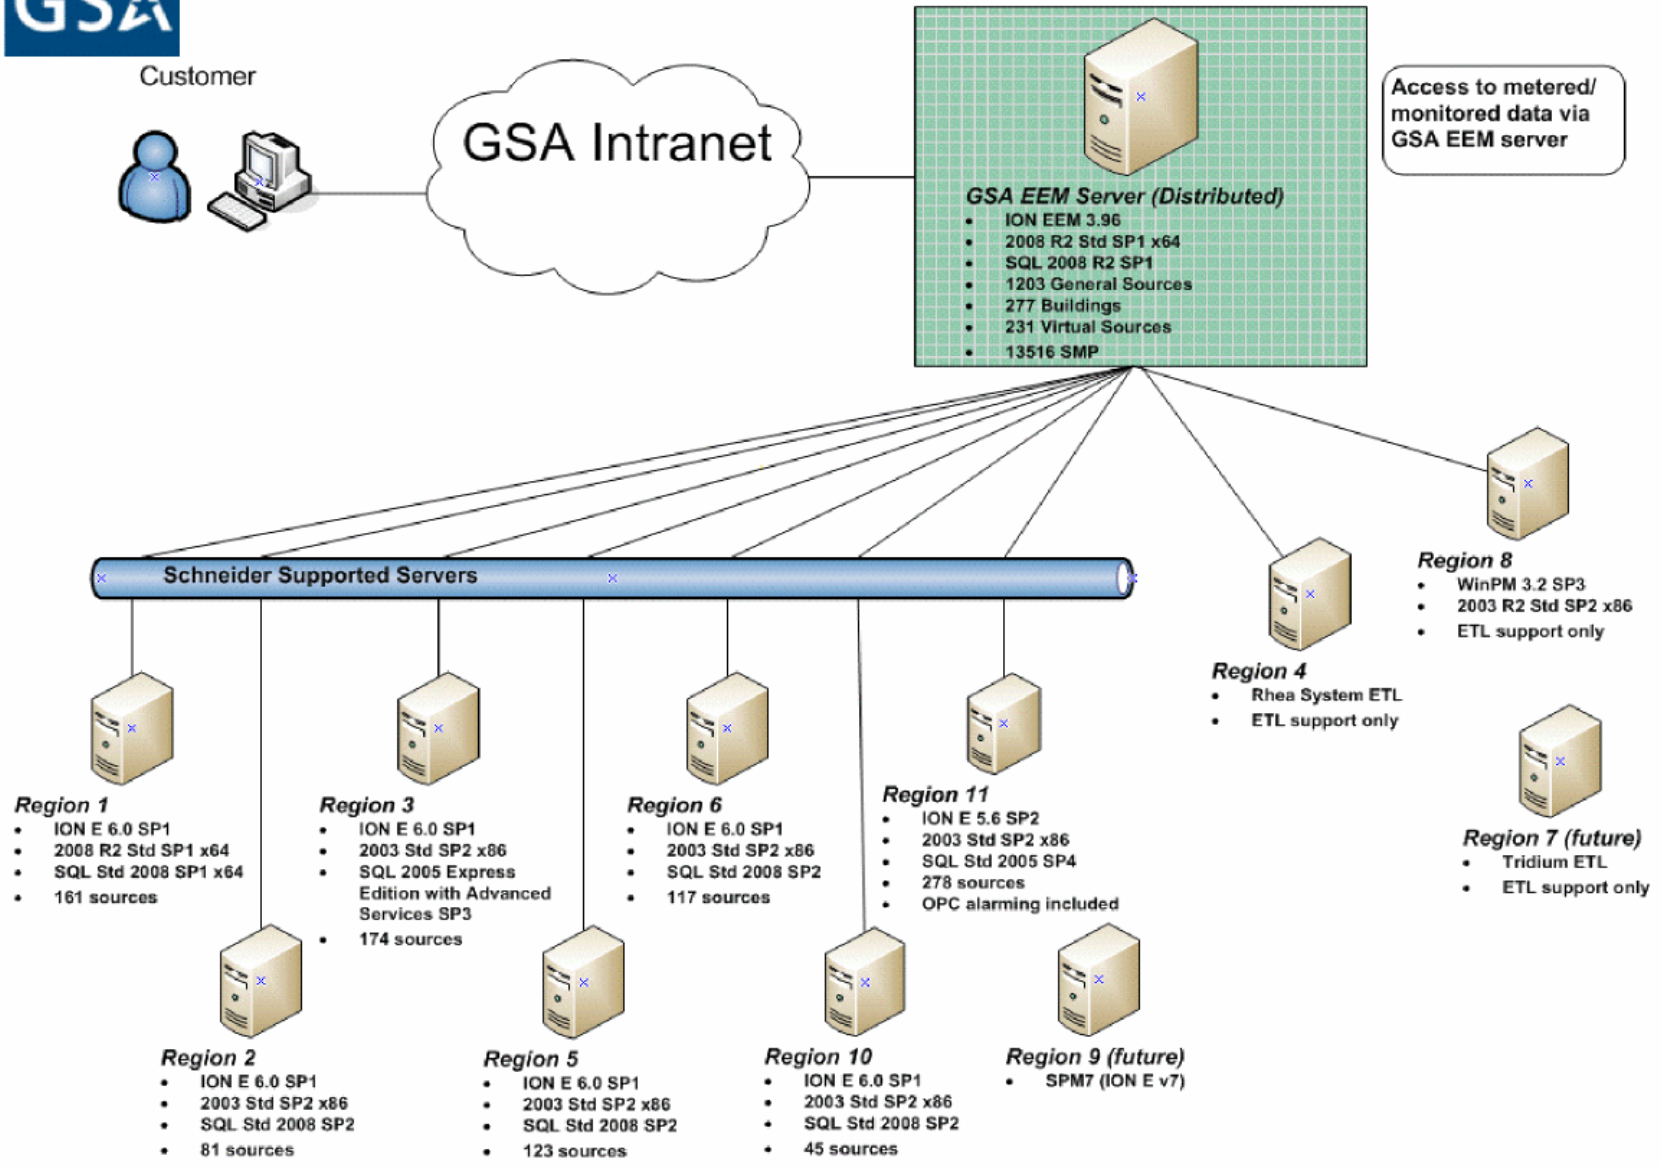 GSA
Customer
GSA Intranet
Access to metered/
monitored data via
GSA EEM server
GSA EEM Server (Distributed)
• ION EEM 3.96
• 2008 R2 Std SP1 x64
• SQL 2008 R2 SP1
• 1203 General Sources
• 277 Buildings
• 231 Virtual Sources
• 13516 SMP
Schneider Supported Servers
Region 8
• WinPM 3.2 SP3
• 2003 R2 Std SP2 x86
• ETL support only
Region 4
• Rhea System ETL
• ETL support only
Region 7 (future)
• Tridium ETL
• ETL support only
Region 1
• ION E 6.0 SP1
• 2008 R2 Std SP1 x64
• SQL Std 2008 SP1 x64
• 161 sources
Region 3
• ION E 6.0 SP1
• 2003 Std SP2 x86
• SQL 2005 Express
Edition with Advanced
Services SP3
• 174 sources
Region 6
• ION E 6.0 SP1
• 2003 Std SP2 x86
• SQL Std 2008 SP2
• 117 sources
Region 11
• ION E 5.6 SP2
• 2003 Std SP2 x86
• SQL Std 2005 SP4
• 278 sources
• OPC alarming included
Region 2
• ION E 6.0 SP1
• 2003 Std SP2 x86
• SQL Std 2008 SP2
• 81 sources
Region 5
• ION E 6.0 SP1
• 2003 Std SP2 x86
• SQL Std 2008 SP2
• 123 sources
Region 10
• ION E 6.0 SP1
• 2003 Std SP2 x86
• SQL Std 2008 SP2
• 45 sources
Region 9 (future)
• SPM7 (ION E v7)